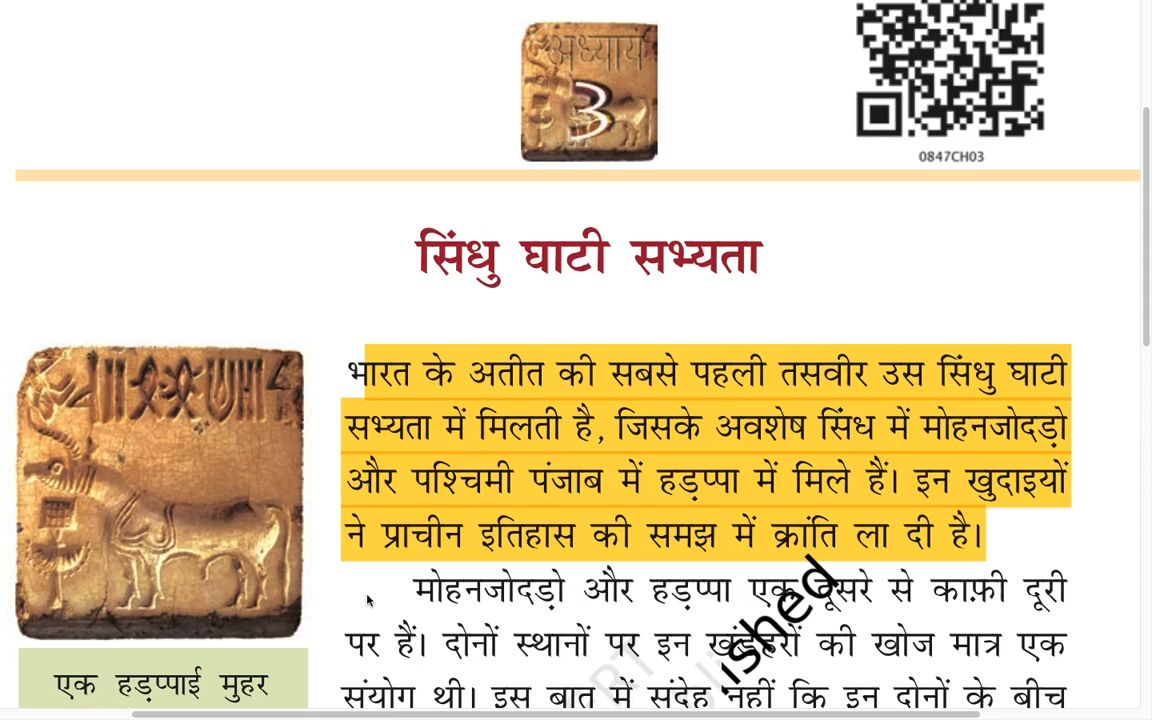 अध्याय
3
0847CH03
सिंधु घाटी सभ्यता
भारत के अतीत की सबसे पहली तसवीर उस सिंधु घाटी
सभ्यता में मिलती है, जिसके अवशेष सिंध में मोहनजोदड़ो
और पश्चिमी पंजाब में हड़प्पा में मिले हैं। इन खुदाइयों
ने प्राचीन इतिहास की समझ में क्रांति ला दी है।
मोहनजोदड़ो और हड़प्पा एक दूसरे से काफ़ी दूरी
पर हैं। दोनों स्थानों पर इन खंडहरों की खोज मात्र एक
संयोग थी। इस बात में संदेह नहीं कि इन दोनों के बीच
एक हड़प्पाई मुहर
ished